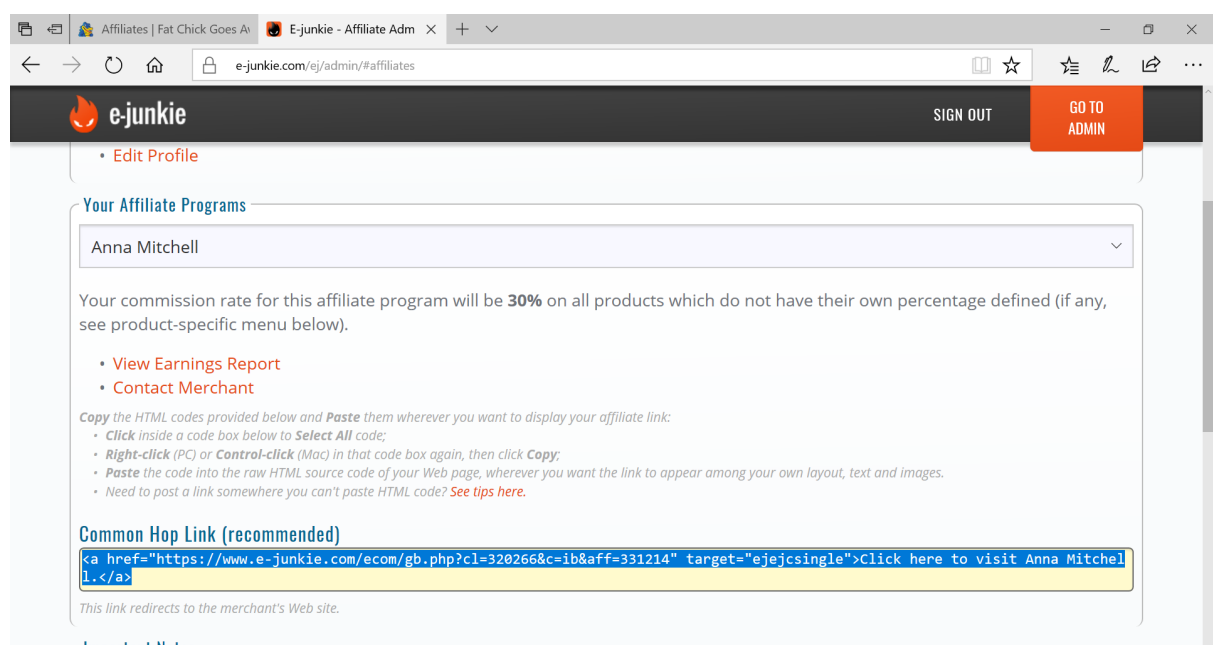 Affiliates | Fat Chick Goes A
E-junkie - Affiliate Adm
e-junkie.com/ej/admin/#affiliates
e-junkie
SIGN OUT
GO TO
ADMIN
• Edit Profile
Your Affiliate Programs
Anna Mitchell
Your commission rate for this affiliate program will be 30% on all products which do not have their own percentage defined (if any,
see product-specific menu below).
• View Earnings Report
• Contact Merchant
Copy the HTML codes provided below and Paste them wherever you want to display your affiliate link:
• Click inside a code box below to Select All code;
• Right-click (PC) or Control-click (Mac) in that code box again, then click Copy;
• Paste the code into the raw HTML source code of your Web page, wherever you want the link to appear among your own layout, text and images.
• Need to post a link somewhere you can't paste HTML code? See tips here.
Common Hop Link (recommended)
<a href="https://www.e-junkie.com/ecom/gb.php?cl=320266&c=ib&aff=331214" target="ejejcsingle">Click here to visit Anna Mitchel
l.</a>
This link redirects to the merchant's Web site.